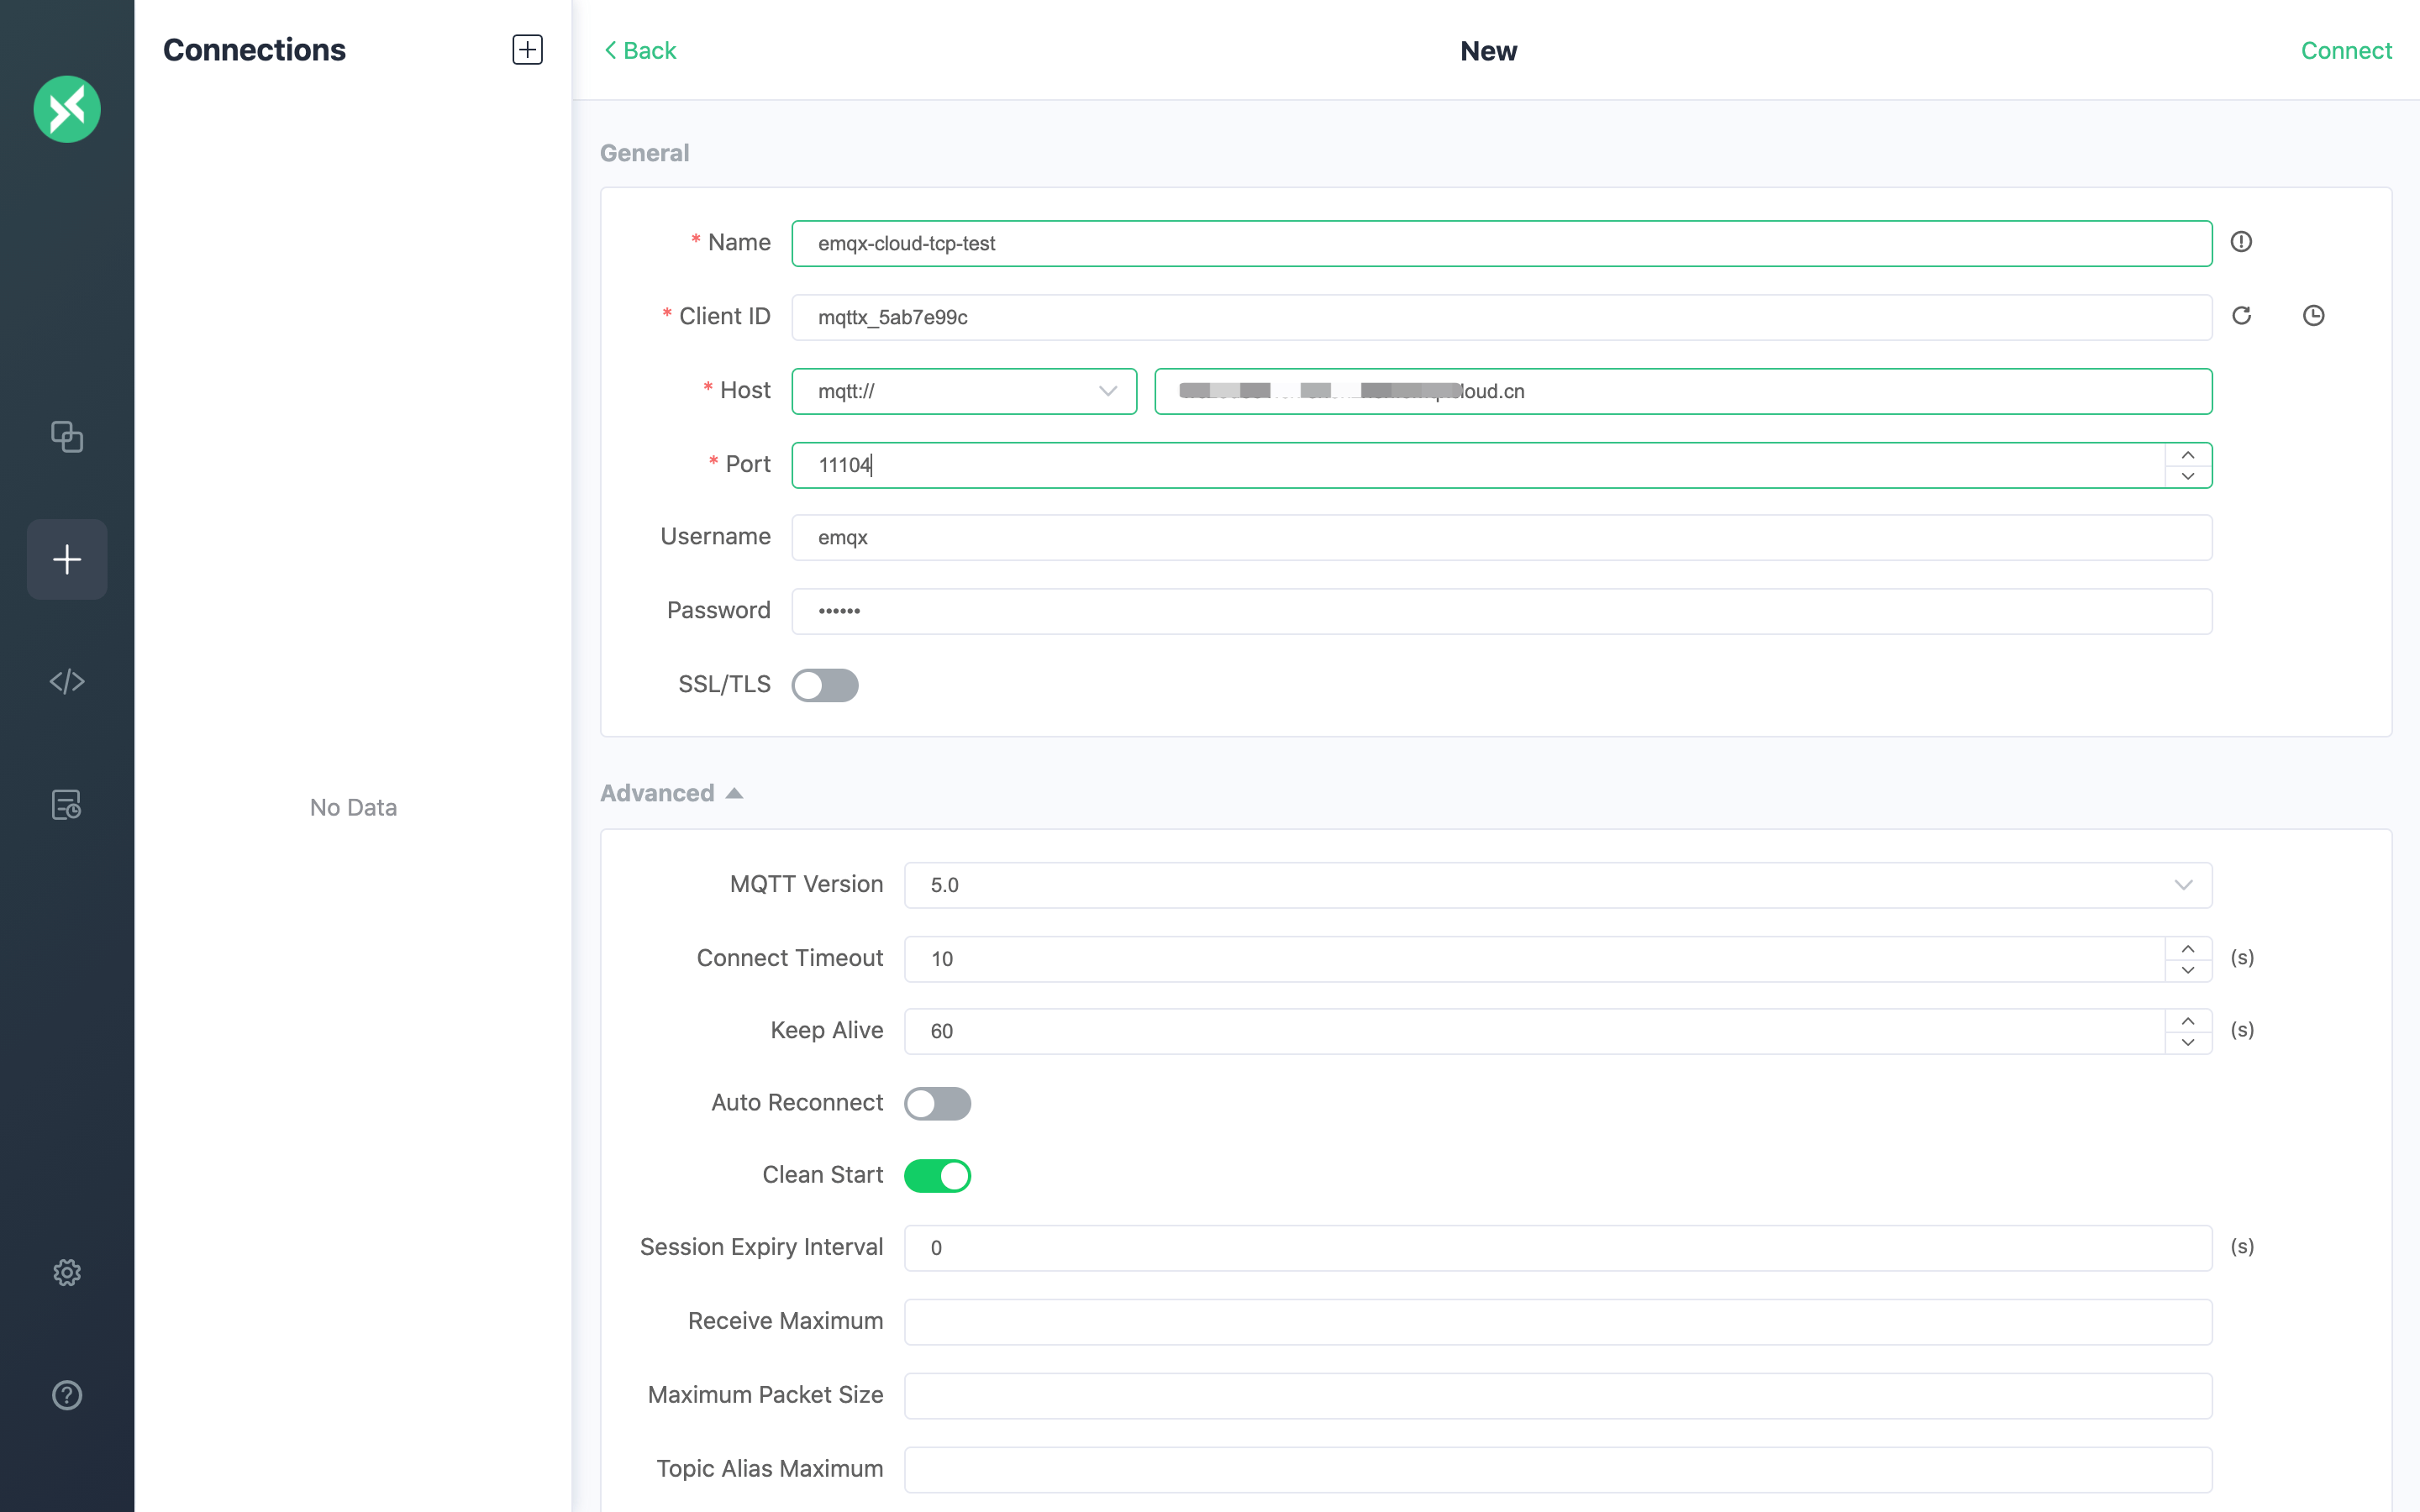 Connections
Back
New
Connect
General
* Name
emqx-cloud-tcp-test
* Client ID
mqttx_5ab7e99c
* Host
mqtt://
loud.cn
* Port
11104
Username
emqx
Password
••••••
SSL/TLS
No Data
Advanced
MQTT Version
5.0
Connect Timeout
10
(s)
Keep Alive
60
(s)
Auto Reconnect
Clean Start
Session Expiry Interval
0
(s)
Receive Maximum
Maximum Packet Size
Topic Alias Maximum